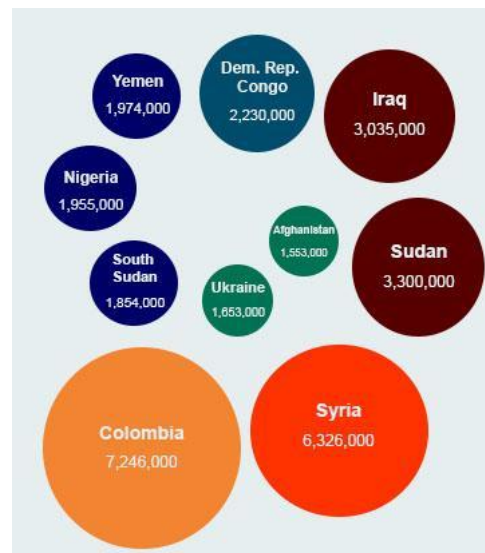 Yemen
1,974,000
Dem. Rep.
Congo
2,230,000
Iraq
3,035,000
Nigeria
1,955,000
Afghanistan
1,553,000
Sudan
3,300,000
South
Sudan
1,854,000
Ukraine
1,653,000
Colombia
7,246,000
Syria
6,326,000